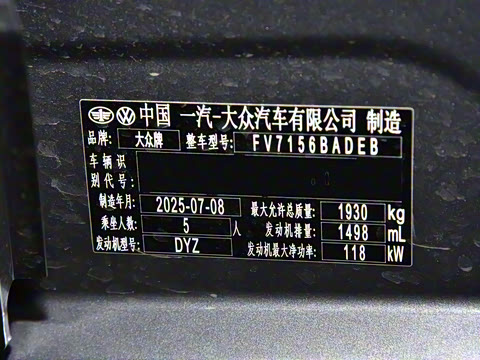 中国 一汽-大众汽车有限公司 制造
品牌: 大众牌 整车型号: FV7156BADEB
车辆识
别代号:
制造年月: 2025-07-08 最大允许总质量: 1930 kg
乘坐人数: 5 人 发动机排量: 1498 mL
发动机型号: DYZ 发动机最大净功率: 118 kW